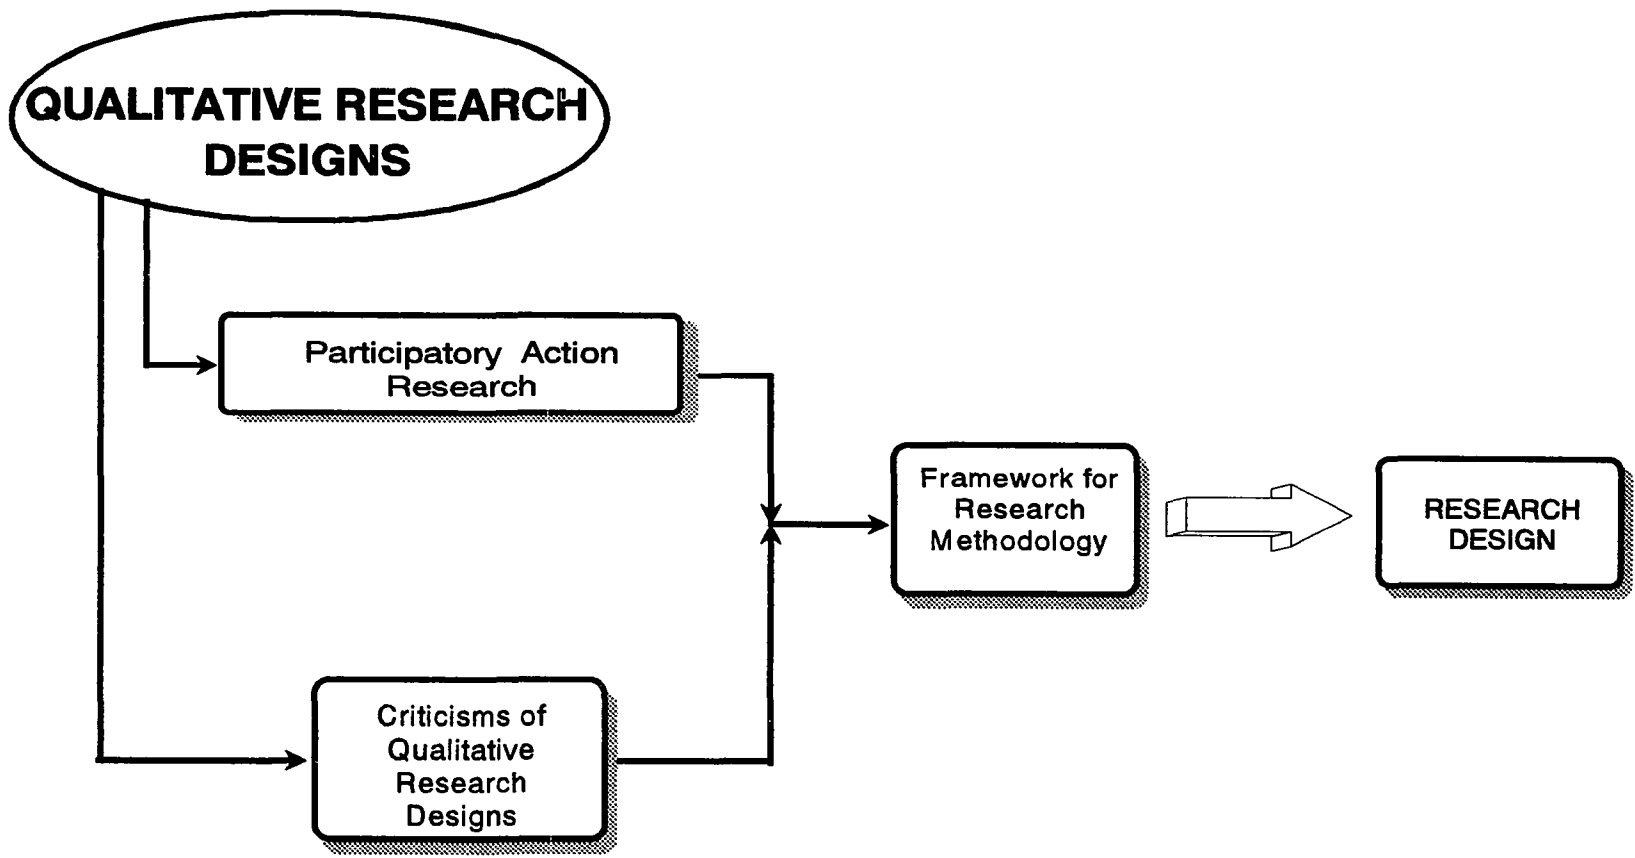 QUALITATIVE RESEARCH
DESIGNS
Participatory Action
Research
Framework for
Research
Methodology
RESEARCH
DESIGN
Criticisms of
Qualitative
Research
Designs